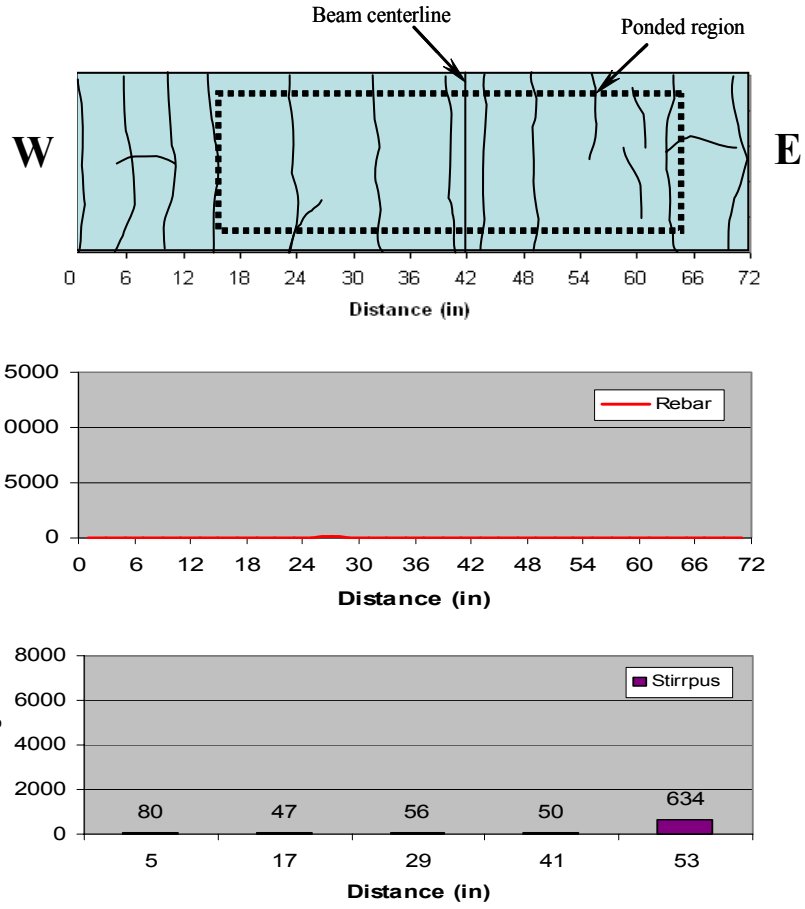 Beam centerline
Ponded region
W
E
0 6 12 18 24 30 36 42 48 54 60 66 72
Distance (in)
5000
0000
5000
0
Rebar
0 6 12 18 24 30 36 42 48 54 60 66 72
Distance (in)
8000
6000
4000
2000
0
Stirrpus
80 47 56 50 634
5 17 29 41 53
Distance (in)